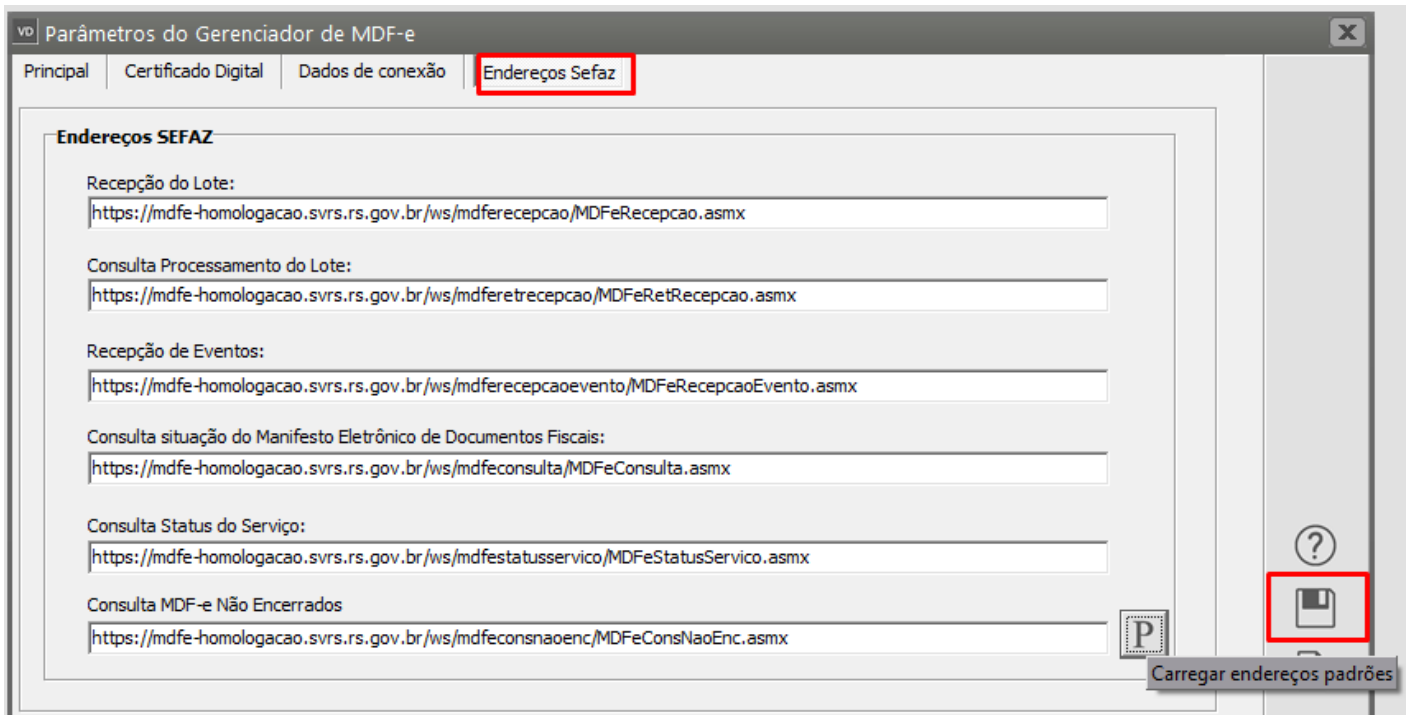 VD Parâmetros do Gerenciador de MDF-e X
Principal Certificado Digital Dados de conexão Endereços Sefaz
Endereços SEFAZ
Recepção do Lote:
https://mdfe-homologacao.svrs.rs.gov.br/ws/mdferecepcao/MDFeRecepcao.asmx
Consulta Processamento do Lote:
https://mdfe-homologacao.svrs.rs.gov.br/ws/mdferetrecepcao/MDFeRetRecepcao.asmx
Recepção de Eventos:
https://mdfe-homologacao.svrs.rs.gov.br/ws/mdferecepcaoevento/MDFeRecepcaoEvento.asmx
Consulta situação do Manifesto Eletrônico de Documentos Fiscais:
https://mdfe-homologacao.svrs.rs.gov.br/ws/mdfeconsulta/MDFeConsulta.asmx
Consulta Status do Serviço:
https://mdfe-homologacao.svrs.rs.gov.br/ws/mdfestatusservico/MDFeStatusServico.asmx
?
Consulta MDF-e Não Encerrados
https://mdfe-homologacao.svrs.rs.gov.br/ws/mdfeconsnaoenc/MDFeConsNaoEnc.asmx
P
Carregar endereços padrões